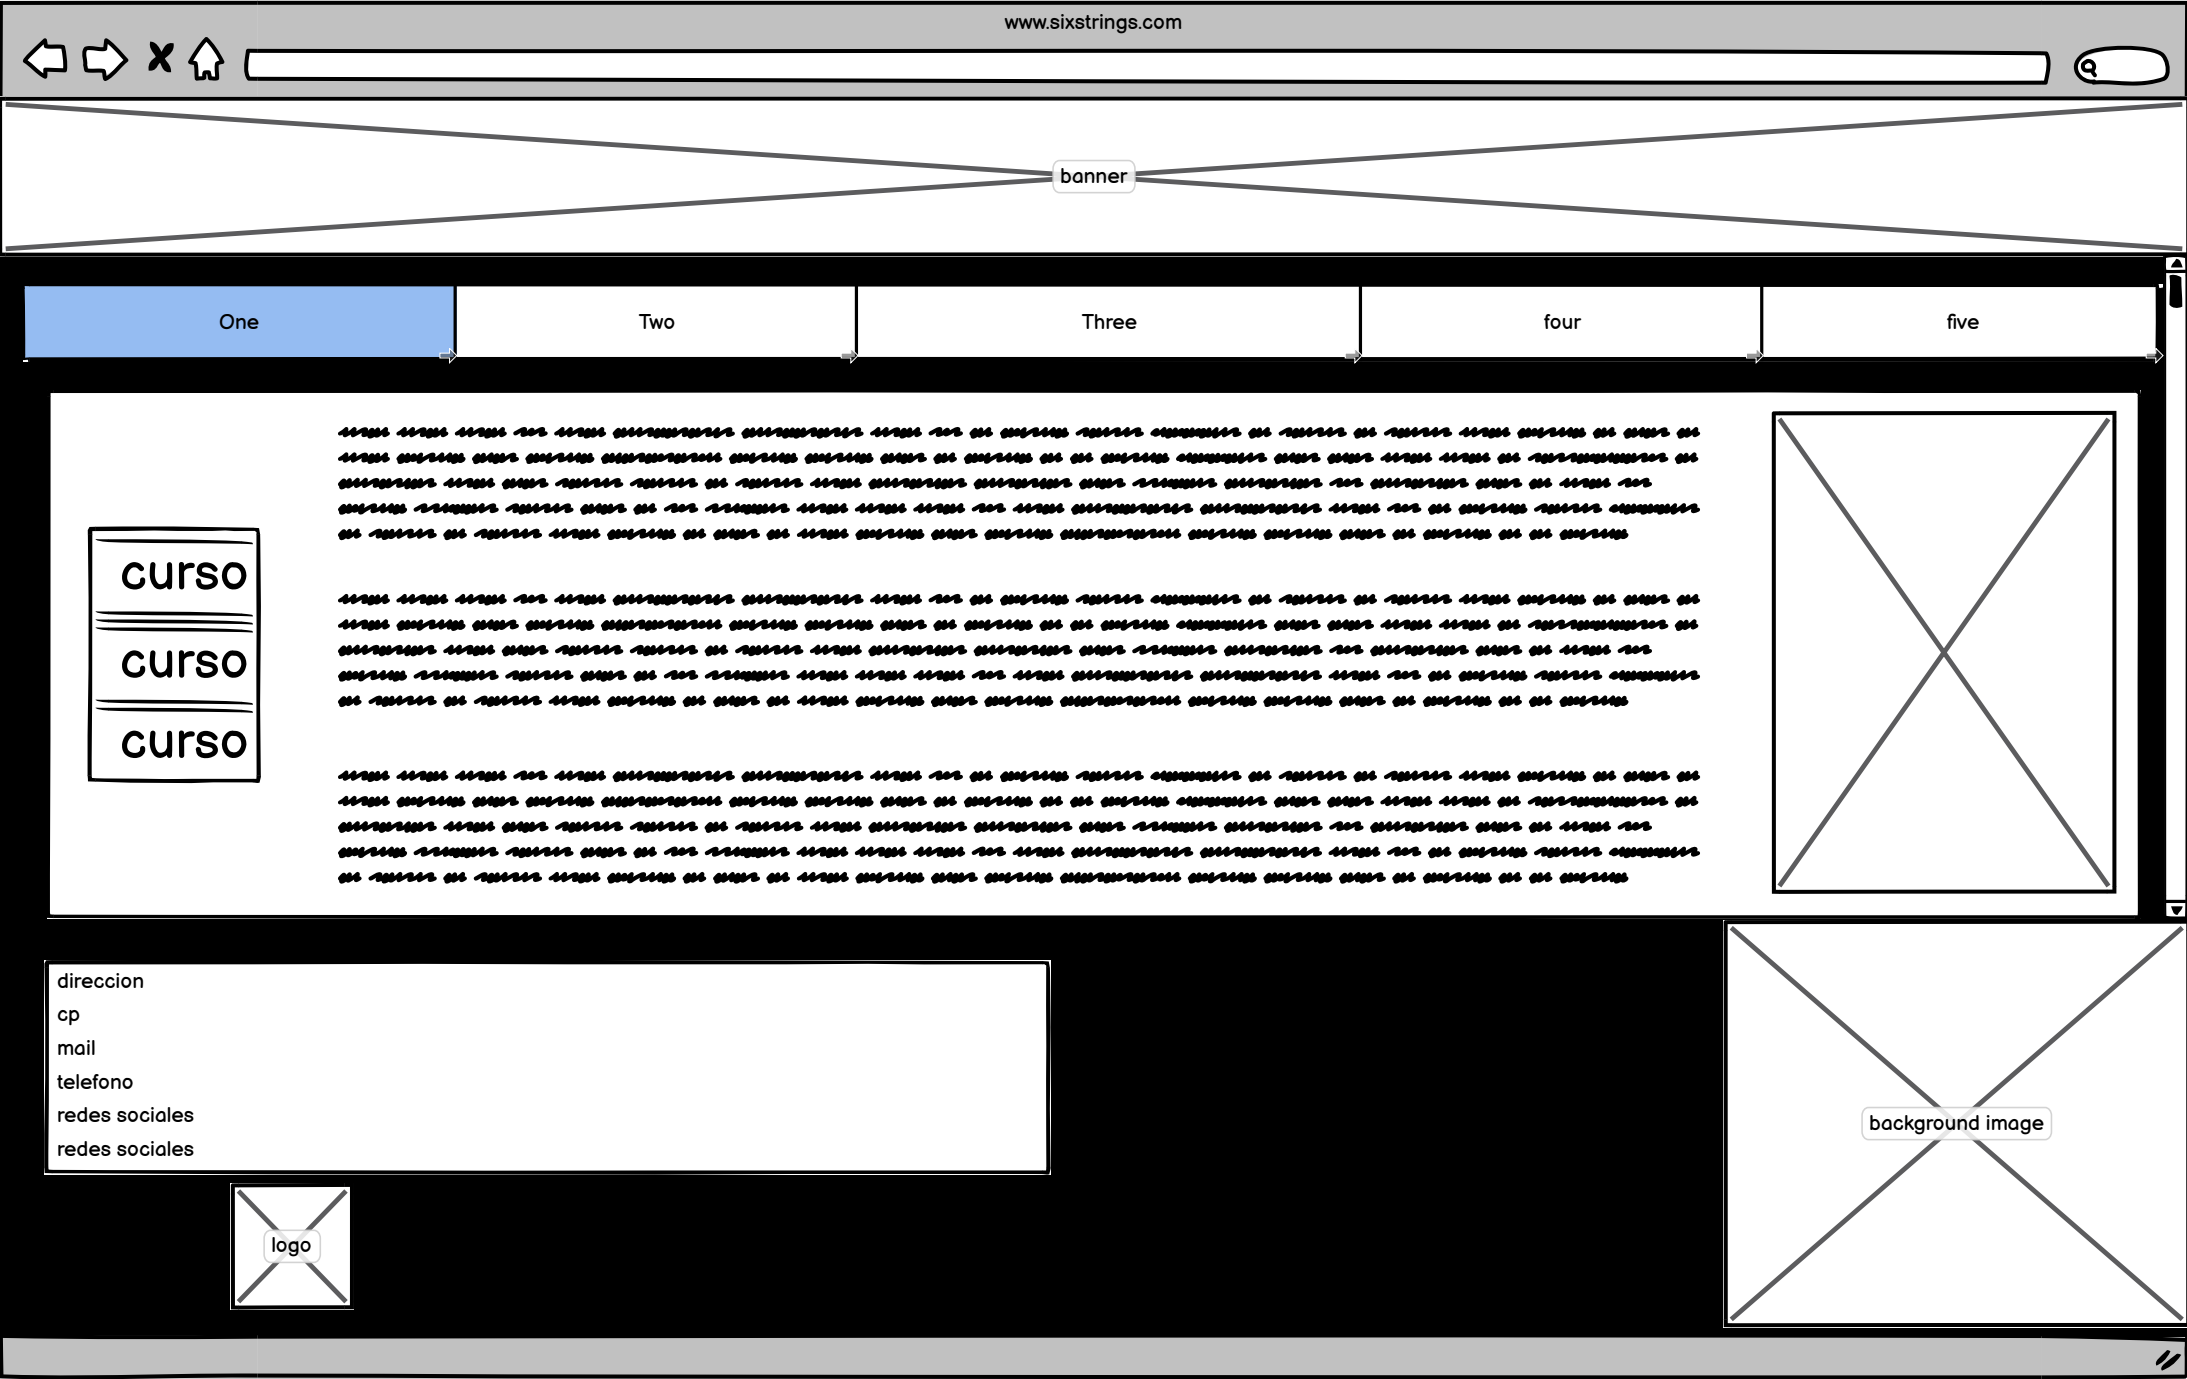 www.sixstrings.com
banner
One Two Three four five
curso
curso
curso
direccion
cp
mail
telefono
redes sociales
redes sociales
background image
logo